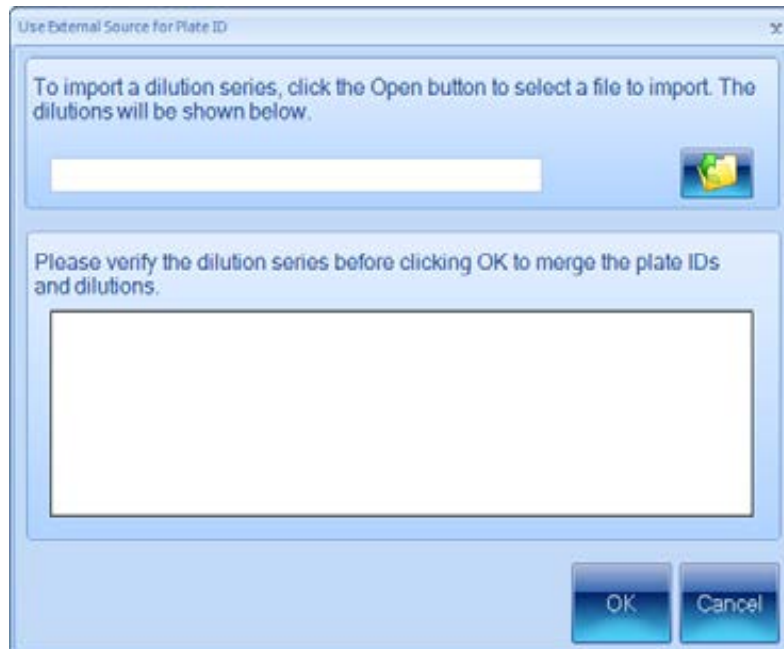 Use External Source for Plate ID
To import a dilution series, click the Open button to select a file to import. The
dilutions will be shown below.
Please verify the dilution series before clicking OK to merge the plate IDs
and dilutions.
OK
Cancel